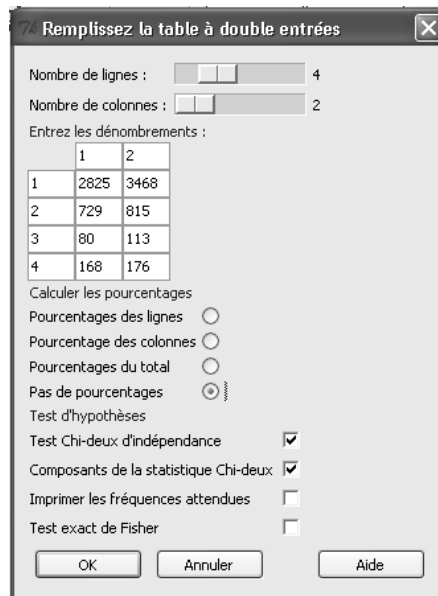 Remplissez la table à double entrées
Nombre de lignes : 4
Nombre de colonnes : 2
Entrez les dénombrements :
1 2
1 2825 3468
2 729 815
3 80 113
4 168 176
Calculer les pourcentages
Pourcentages des lignes
Pourcentage des colonnes
Pourcentages du total
Pas de pourcentages
Test d'hypothèses
Test Chi-deux d'indépendance
Composants de la statistique Chi-deux
Imprimer les fréquences attendues
Test exact de Fisher
OK Annuler Aide